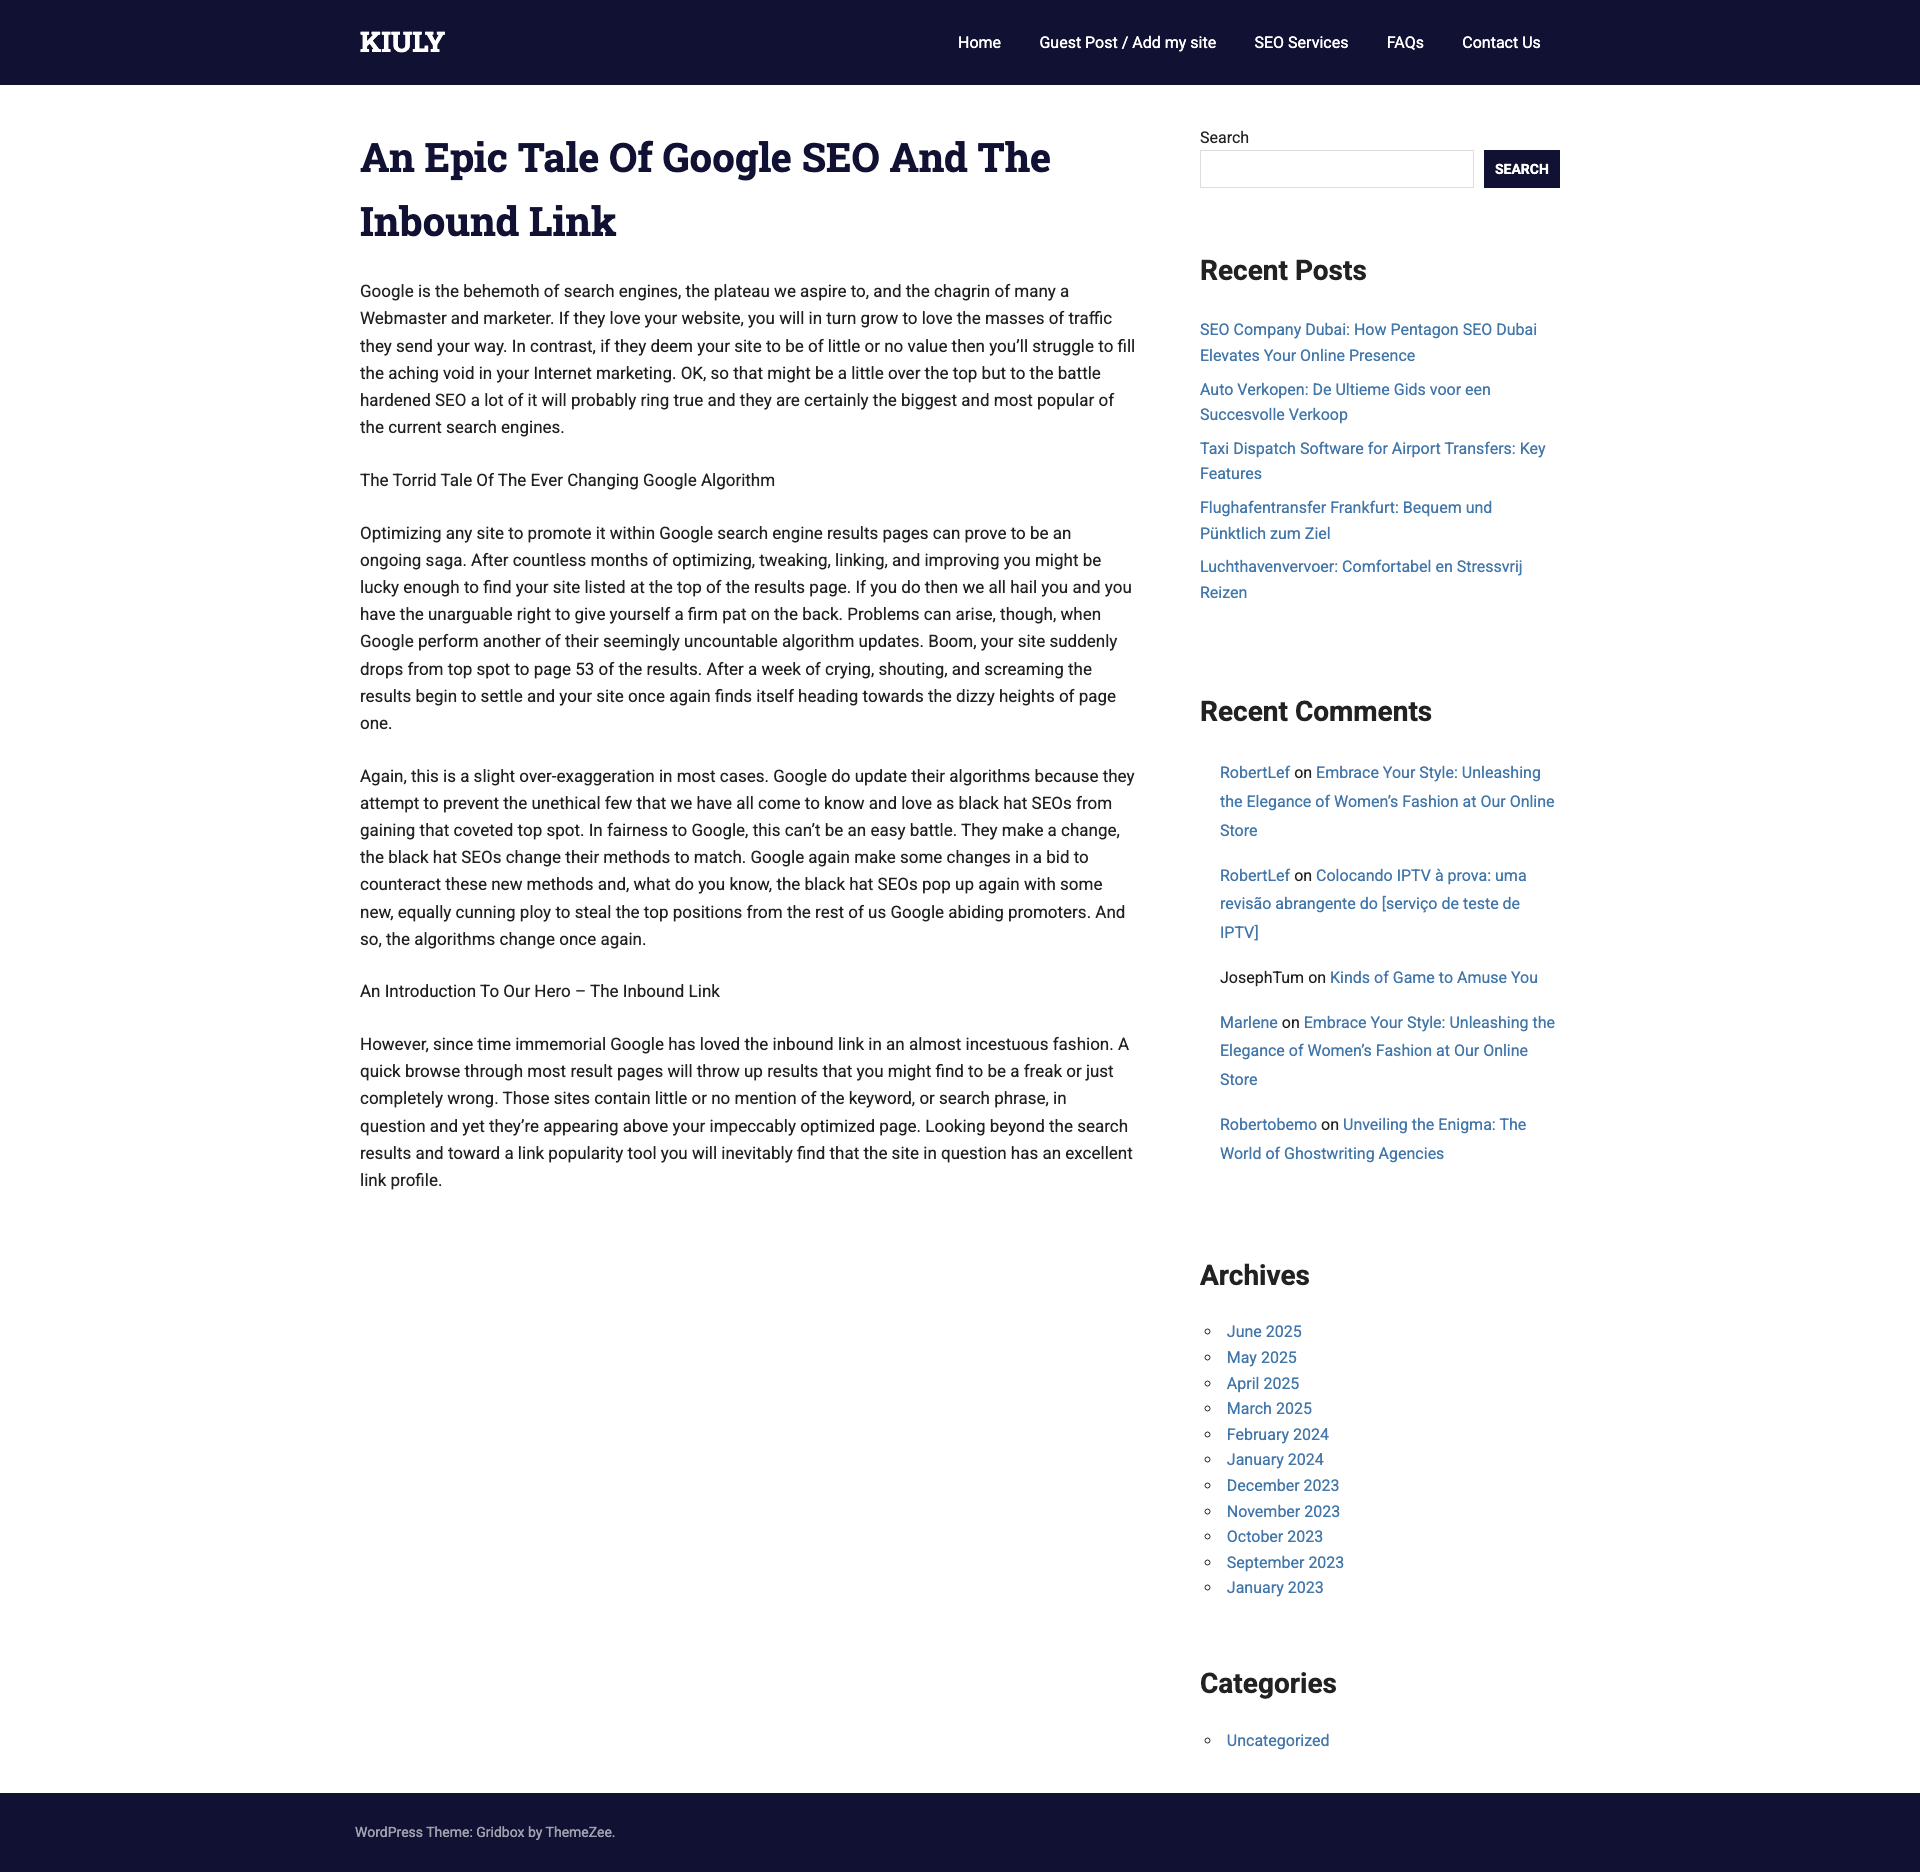 KIULY
Home
Guest Post / Add my site
SEO Services
FAQs
Contact Us
An Epic Tale Of Google SEO And The
Inbound Link
Google is the behemoth of search engines, the plateau we aspire to, and the chagrin of many a
Webmaster and marketer. If they love your website, you will in turn grow to love the masses of traffic
they send your way. In contrast, if they deem your site to be of little or no value then you’ll struggle to fill
the aching void in your Internet marketing. OK, so that might be a little over the top but to the battle
hardened SEO a lot of it will probably ring true and they are certainly the biggest and most popular of
the current search engines.
The Torrid Tale Of The Ever Changing Google Algorithm
Optimizing any site to promote it within Google search engine results pages can prove to be an
ongoing saga. After countless months of optimizing, tweaking, linking, and improving you might be
lucky enough to find your site listed at the top of the results page. If you do then we all hail you and you
have the unarguable right to give yourself a firm pat on the back. Problems can arise, though, when
Google perform another of their seemingly uncountable algorithm updates. Boom, your site suddenly
drops from top spot to page 53 of the results. After a week of crying, shouting, and screaming the
results begin to settle and your site once again finds itself heading towards the dizzy heights of page
one.
Again, this is a slight over-exaggeration in most cases. Google do update their algorithms because they
attempt to prevent the unethical few that we have all come to know and love as black hat SEOs from
gaining that coveted top spot. In fairness to Google, this can’t be an easy battle. They make a change,
the black hat SEOs change their methods to match. Google again make some changes in a bid to
counteract these new methods and, what do you know, the black hat SEOs pop up again with some
new, equally cunning ploy to steal the top positions from the rest of us Google abiding promoters. And
so, the algorithms change once again.
An Introduction To Our Hero – The Inbound Link
However, since time immemorial Google has loved the inbound link in an almost incestuous fashion. A
quick browse through most result pages will throw up results that you might find to be a freak or just
completely wrong. Those sites contain little or no mention of the keyword, or search phrase, in
question and yet they’re appearing above your impeccably optimized page. Looking beyond the search
results and toward a link popularity tool you will inevitably find that the site in question has an excellent
link profile.
Search
SEARCH
Recent Posts
SEO Company Dubai: How Pentagon SEO Dubai
Elevates Your Online Presence
Auto Verkopen: De Ultieme Gids voor een
Succesvolle Verkoop
Taxi Dispatch Software for Airport Transfers: Key
Features
Flughafentransfer Frankfurt: Bequem und
Pünktlich zum Ziel
Luchthavenvervoer: Comfortabel en Stressvrij
Reizen
Recent Comments
RobertLef on Embrace Your Style: Unleashing
the Elegance of Women’s Fashion at Our Online
Store
RobertLef on Colocando IPTV à prova: uma
revisão abrangente do [serviço de teste de
IPTV]
JosephTum on Kinds of Game to Amuse You
Marlene on Embrace Your Style: Unleashing the
Elegance of Women’s Fashion at Our Online
Store
Robertobemo on Unveiling the Enigma: The
World of Ghostwriting Agencies
Archives
June 2025
May 2025
April 2025
March 2025
February 2024
January 2024
December 2023
November 2023
October 2023
September 2023
January 2023
Categories
Uncategorized
WordPress Theme: Gridbox by ThemeZee.